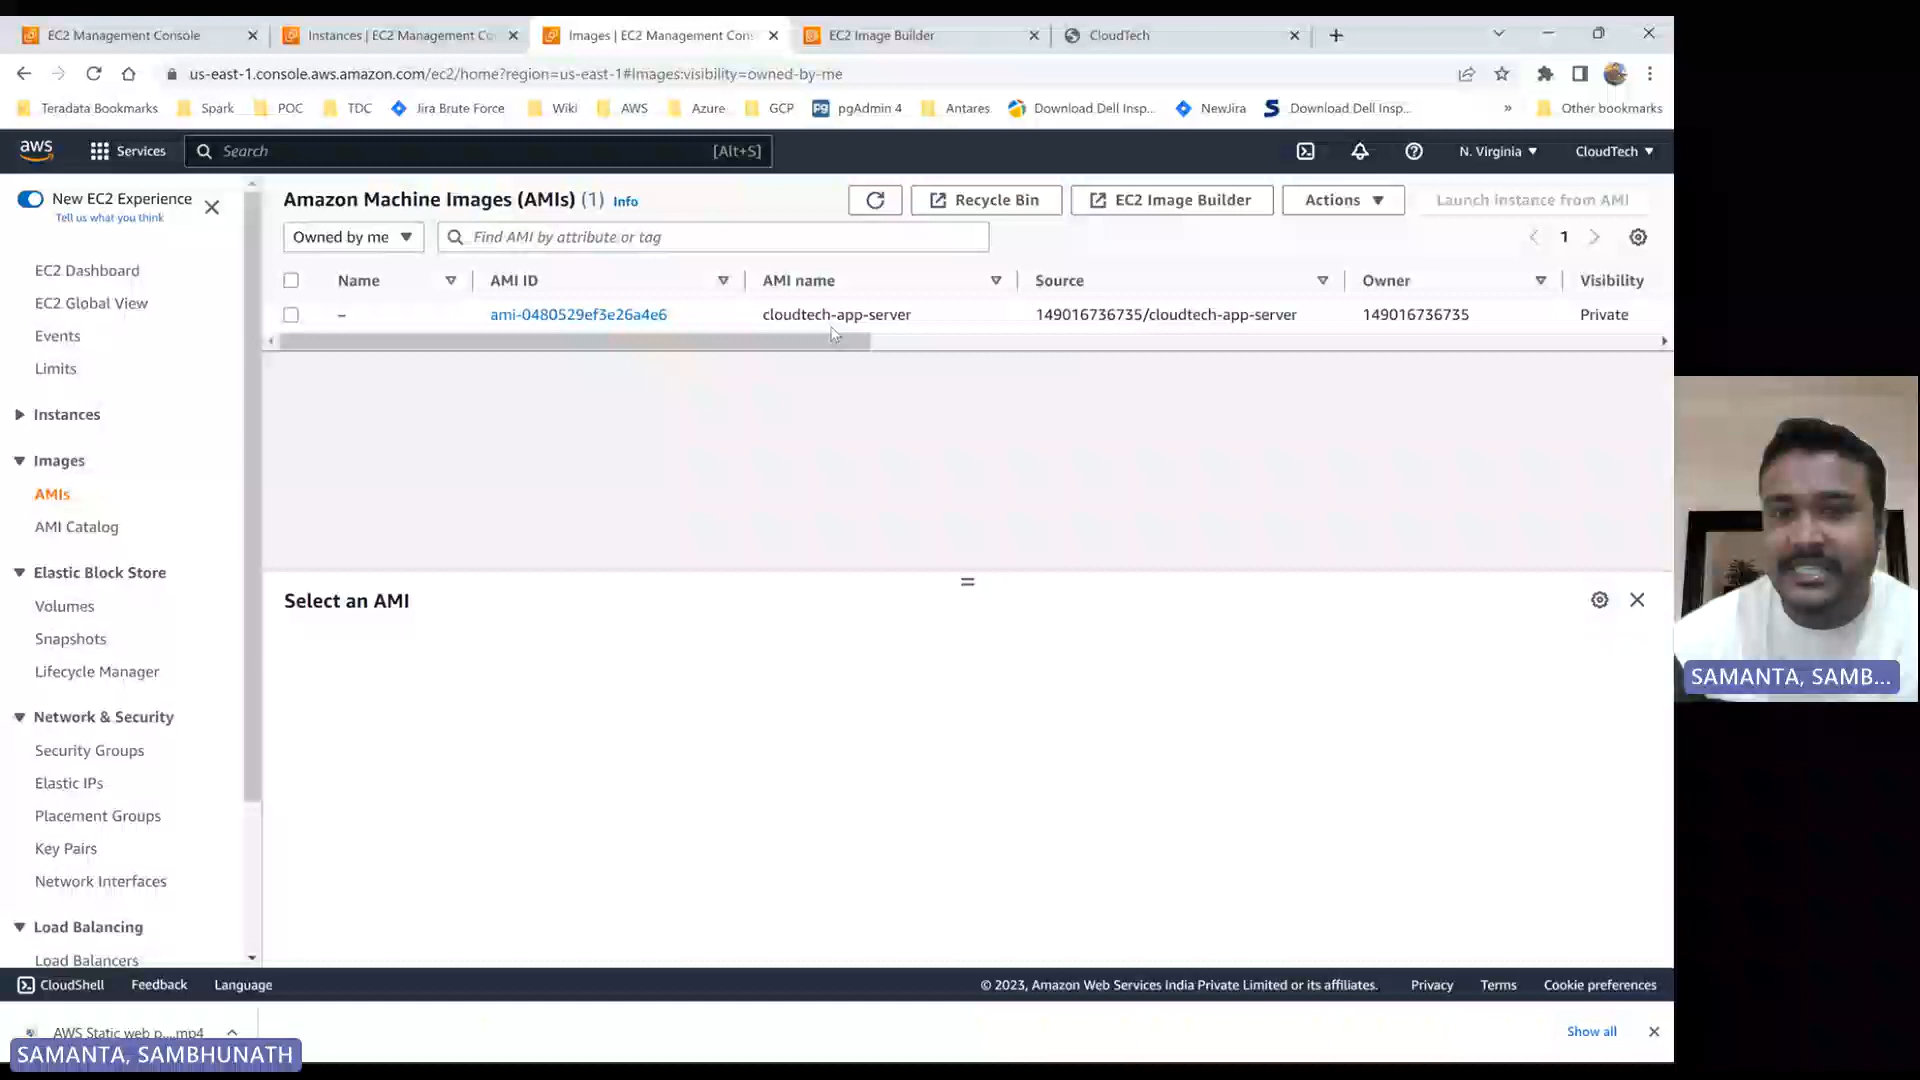 EC2 Management Console
Instances | EC2 Management Co
Images | EC2 Management Cons
EC2 Image Builder
CloudTech
us-east-1.console.aws.amazon.com/ec2/home?region=us-east-1#Images:visibility=owned-by-me
Teradata Bookmarks
Spark
POC
TDC
Jira Brute Force
Wiki
AWS
Azure
GCP
pgAdmin 4
Antares
Download Dell Insp...
NewJira
Download Dell Insp...
»
Other bookmarks
aws
Services
Search
[Alt+S]
N. Virginia
CloudTech
New EC2 Experience
Tell us what you think
EC2 Dashboard
EC2 Global View
Events
Limits
Instances
Images
AMIs
AMI Catalog
Elastic Block Store
Volumes
Snapshots
Lifecycle Manager
Network & Security
Security Groups
Elastic IPs
Placement Groups
Key Pairs
Network Interfaces
Load Balancing
Load Balancers
Amazon Machine Images (AMIs) (1) Info
Recycle Bin
EC2 Image Builder
Actions
Launch instance from AMI
Owned by me
Find AMI by attribute or tag
1
Name
AMI ID
AMI name
Source
Owner
Visibility
–
ami-0480529ef3e26a4e6
cloudtech-app-server
149016736735/cloudtech-app-server
149016736735
Private
Select an AMI
SAMANTA, SAMB...
CloudShell
Feedback
Language
© 2023, Amazon Web Services India Private Limited or its affiliates.
Privacy
Terms
Cookie preferences
AWS Static web p....mp4
Show all
SAMANTA, SAMBHUNATH